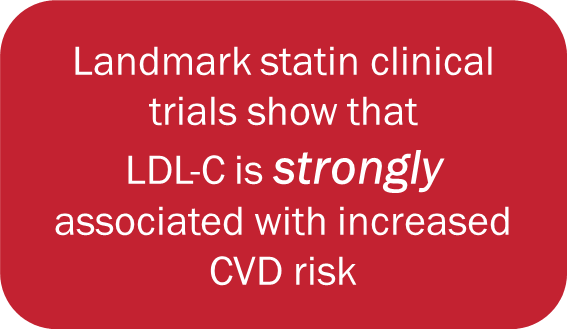 Landmark statin clinical
trials show that
LDL-C is strongly
associated with increased
CVD risk